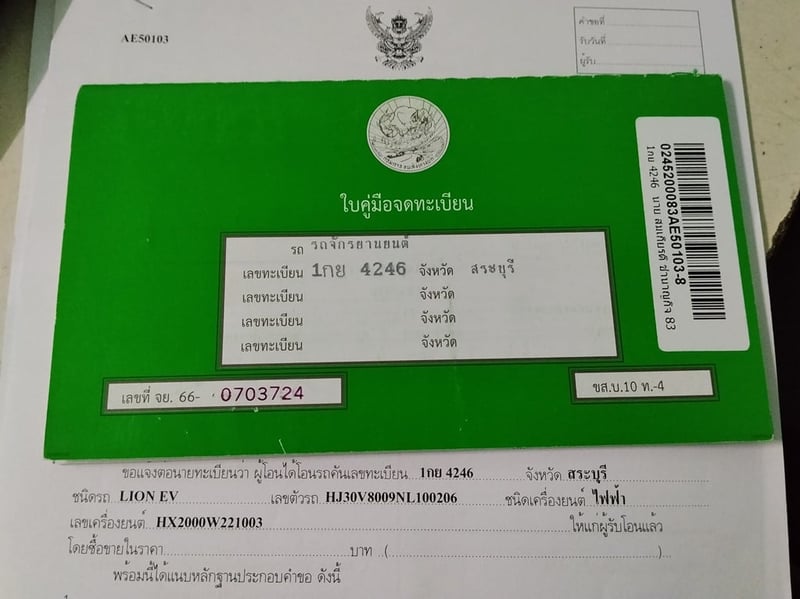 AE50103
คำขอที่
รับวันที่
ผู้รับ
ใบคู่มือจดทะเบียน
รถ รถจักรยานยนต์
เลขทะเบียน 1กย 4246 จังหวัด สระบุรี
เลขทะเบียน จังหวัด
เลขทะเบียน จังหวัด
เลขทะเบียน จังหวัด
เลขที่ จย. 66- 0703724
ขส.บ.10 ท.-4
0245200083AE50103-8
1กย 4246 นาย สมเกียรติ ชำนาญกิจ 83
ขอแจ้งต่อนายทะเบียนว่า ผู้โอนได้โอนรถคันเลขทะเบียน 1กย 4246 จังหวัด สระบุรี
ชนิดรถ LION EV เลขตัวรถ HJ30V8009NL100206 ชนิดเครื่องยนต์ ไฟฟ้า
เลขเครื่องยนต์ HX2000W221003 ให้แก่ผู้รับโอนแล้ว
โดยซื้อขายในราคา บาท ( )
พร้อมนี้ได้แนบหลักฐานประกอบคำขอ ดังนี้